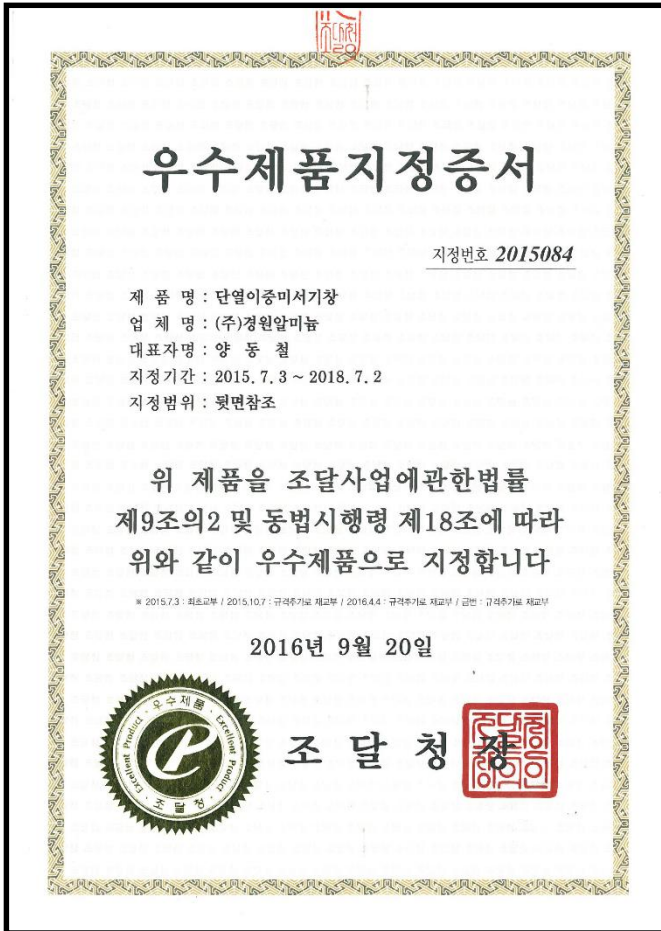 우수제품지정증서
지정번호 2015084
제 품 명 : 단열이중미서기창
업 체 명 : (주)경원알미늄
대표자명 : 양 동 철
지정기간 : 2015. 7. 3 ~ 2018. 7. 2
지정범위 : 뒷면참조
위 제품을 조달사업에관한법률
제9조의2 및 동법시행령 제18조에 따라
위와 같이 우수제품으로 지정합니다
※ 2015.7.3 : 최초교부 / 2015.10.7 : 규격추가로 재교부 / 2016.4.4 : 규격추가로 재교부 / 금번 : 규격추가로 재교부
2016년 9월 20일
Excellent Product · 우수제품 · Excellent Product · 조달청 ·
조 달 청 장